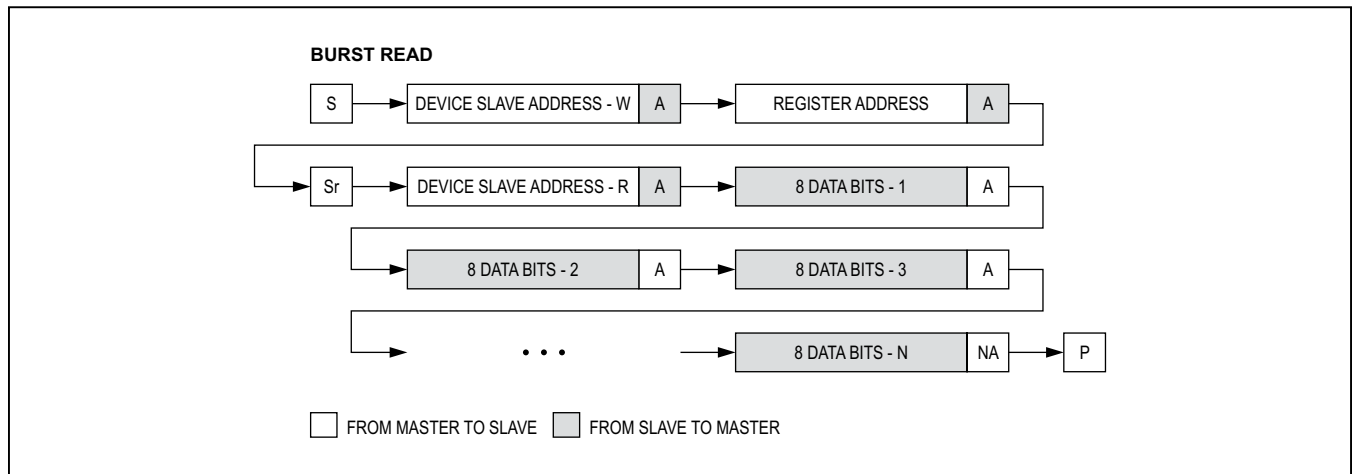 BURST READ
S DEVICE SLAVE ADDRESS - W A REGISTER ADDRESS A
Sr DEVICE SLAVE ADDRESS - R A 8 DATA BITS - 1 A
8 DATA BITS - 2 A 8 DATA BITS - 3 A
• • • 8 DATA BITS - N NA P
FROM MASTER TO SLAVE FROM SLAVE TO MASTER